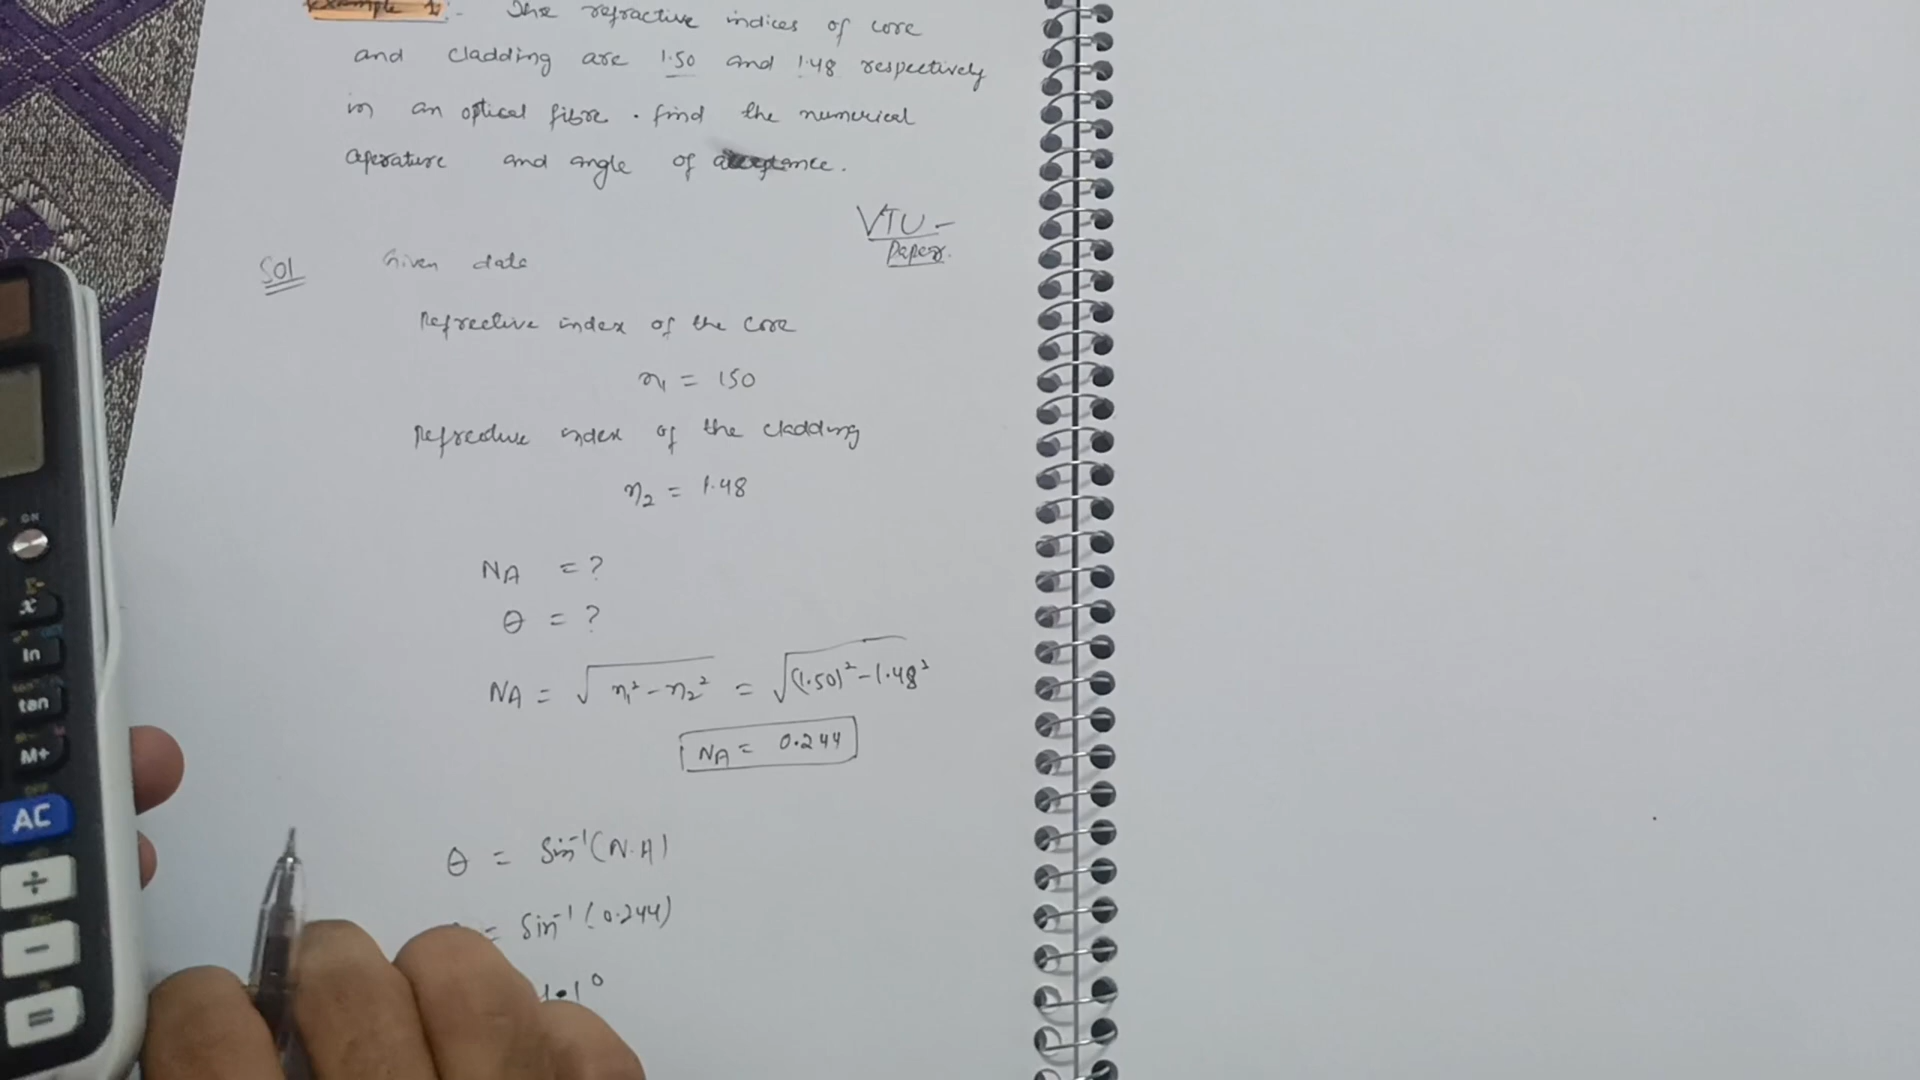 Example 1:- The refractive indices of core
and cladding are 1.50 and 1.48 respectively
in an optical fibre. find the numerical
aperature and angle of acceptance.
VTU-
Paper.
Sol
Given data
Refrective index of the core
n1 = 150
Refrective index of the cladding
n2 = 1.48
NA = ?
θ = ?
NA = √n1² - n2² = √(1.50)² - 1.48²
NA = 0.244
θ = Sin⁻¹(N.A)
= Sin⁻¹(0.244)
ON
x
ln
tan
M+
AC
÷
−
=